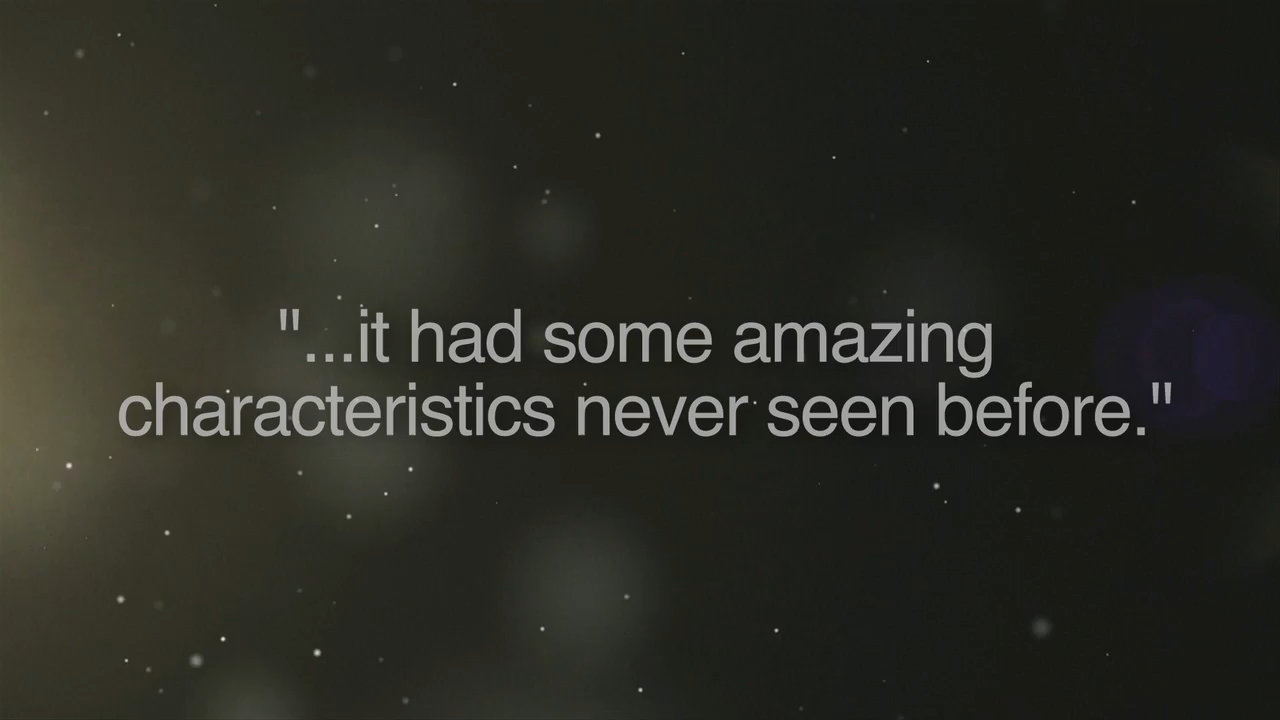 "...it had some amazing
characteristics never seen before."